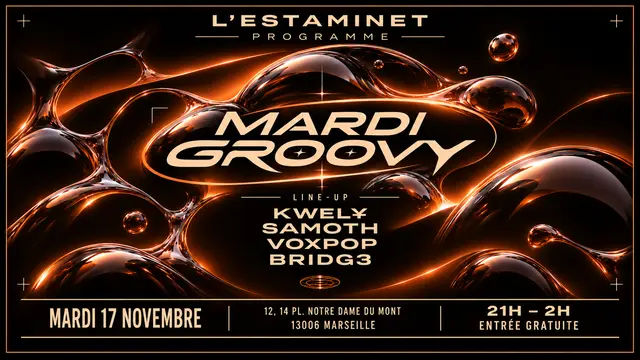 L'ESTAMINET
PROGRAMME
MARDI
GROOVY
LINE-UP
KWEL¥
SAMOTH
VOXPOP
BRIDG3
MARDI 17 NOVEMBRE
12, 14 PL. NOTRE DAME DU MONT
13006 MARSEILLE
21H – 2H
ENTRÉE GRATUITE